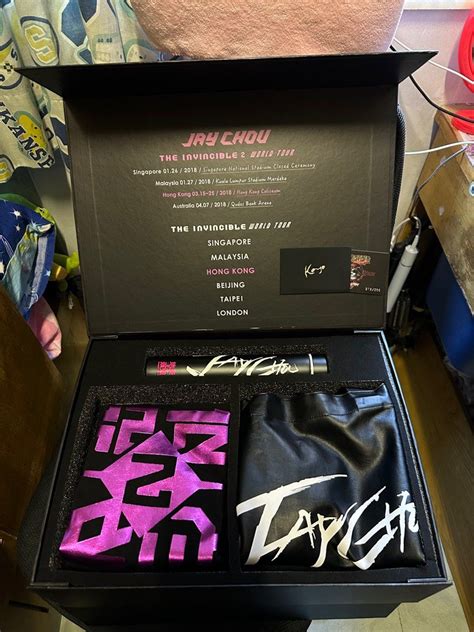 JAY CHOU
THE INVINCIBLE 2 WORLD TOUR
Singapore 01.26 / 2018 / Singapore National Stadium Closed Ceremony
Malaysia 01.27 / 2018 / Kuala Lumpur Stadium Merdeka
Hong Kong 03.15-25 / 2018 / Hong Kong Coliseum
Australia 04.07 / 2018 / Qudos Bank Arena
THE INVINCIBLE WORLD TOUR
SINGAPORE
MALAYSIA
HONG KONG
BEIJING
TAIPEI
LONDON
JAY CHOU
JAY CHOU